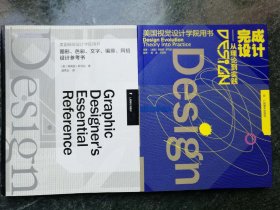 美国视觉设计学院用书
图形、色彩、文字、编排、网格
设计参考书
Graphic
Designer's
Essential
Reference
Design
美国视觉设计学院用书
Design Evolution
Theory into Practice
完成
设计
从理论到实践
DESIGN
Design